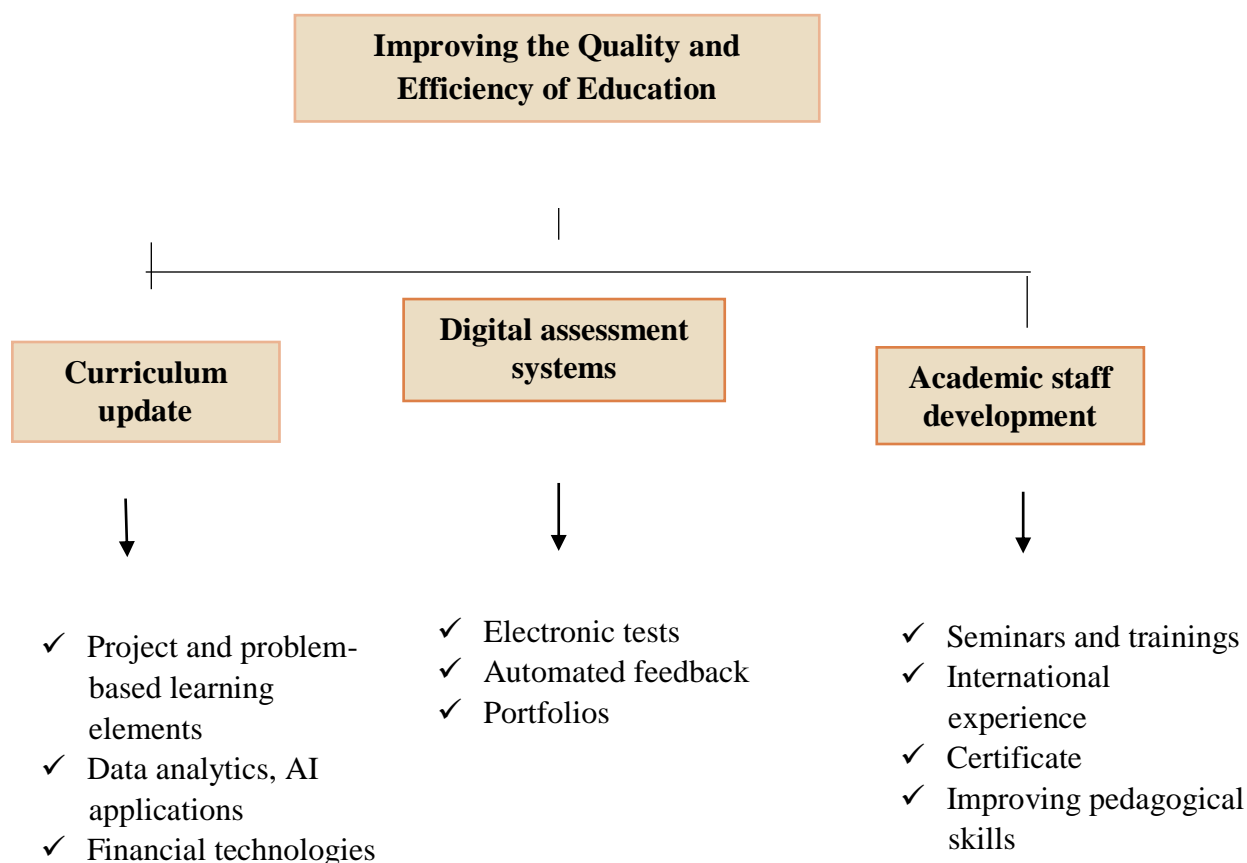 Improving the Quality and
Efficiency of Education
Curriculum
update
Digital assessment
systems
Academic staff
development
✓ Project and problem-
based learning
elements
✓ Data analytics, AI
applications
✓ Financial technologies
✓ Electronic tests
✓ Automated feedback
✓ Portfolios
✓ Seminars and trainings
✓ International
experience
✓ Certificate
✓ Improving pedagogical
skills